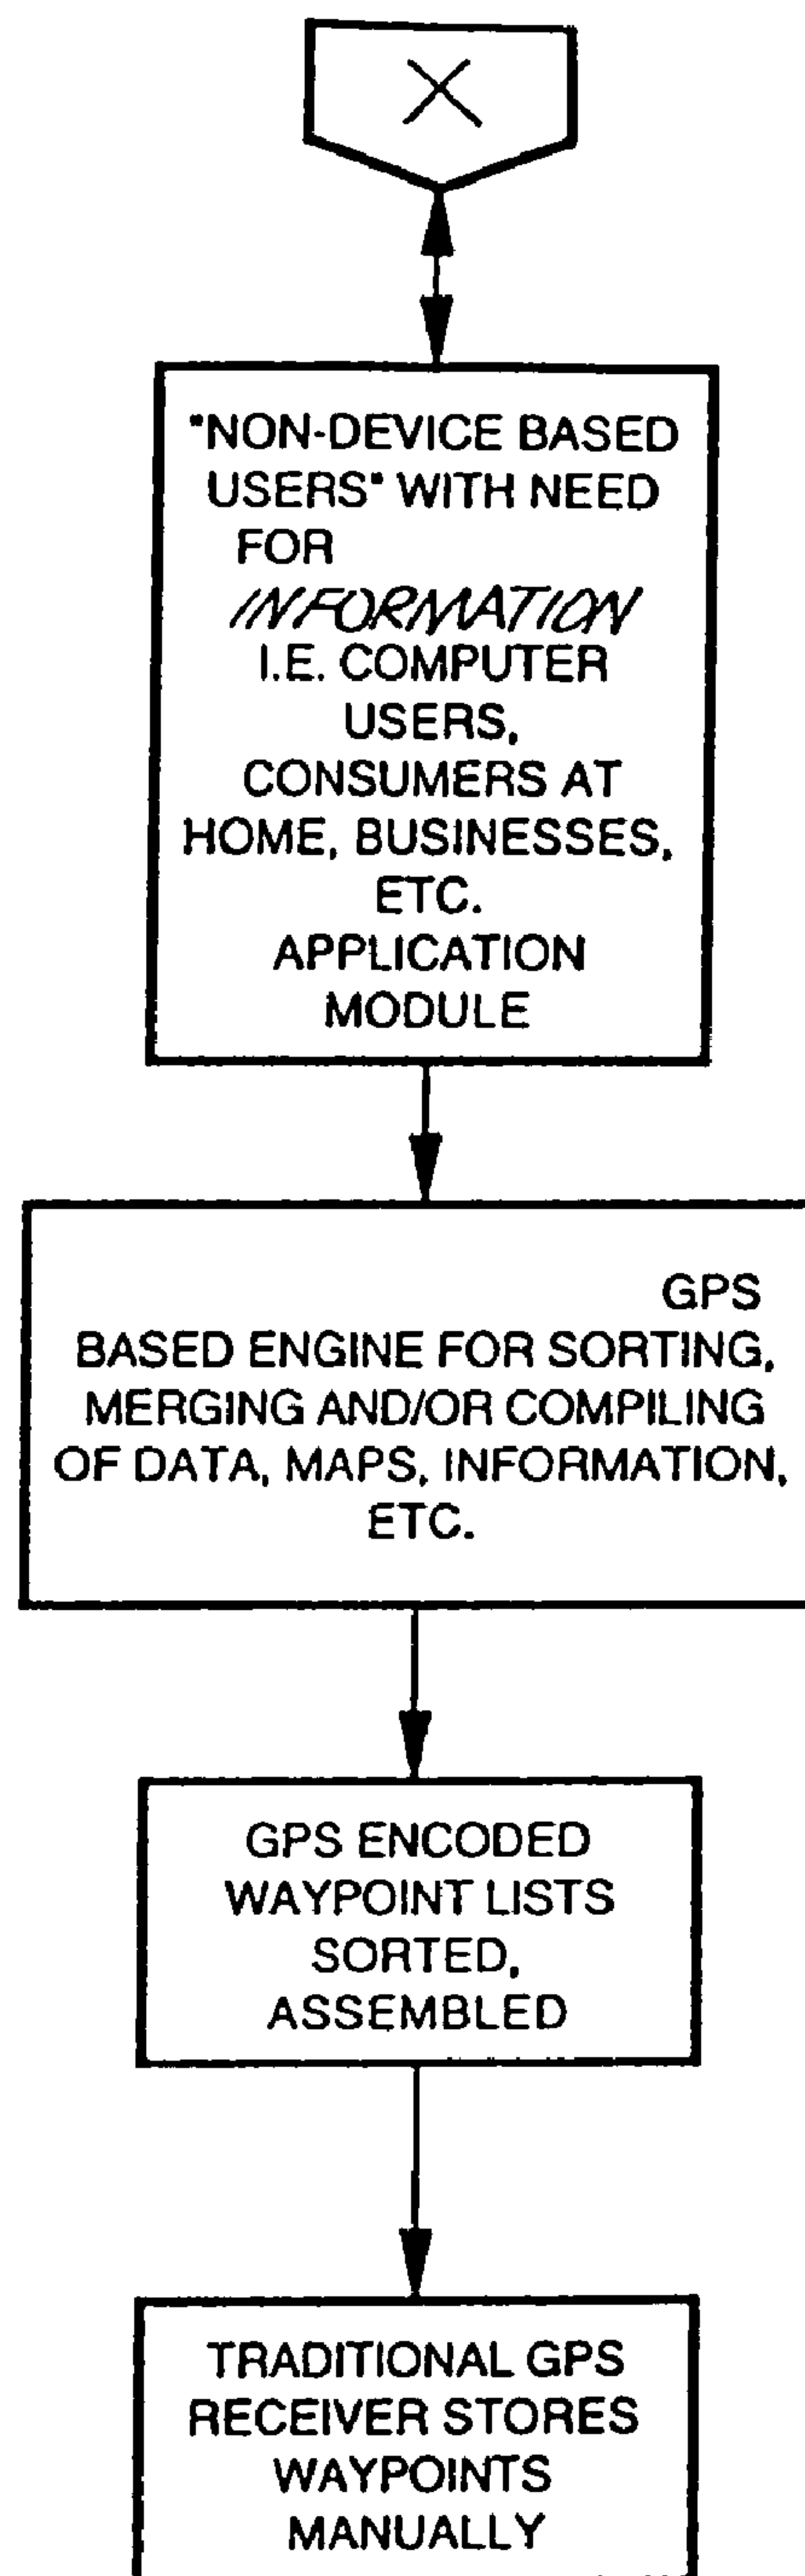 X
"NON-DEVICE BASED
USERS" WITH NEED
FOR
INFORMATION
I.E. COMPUTER
USERS,
CONSUMERS AT
HOME, BUSINESSES,
ETC.
APPLICATION
MODULE
GPS
BASED ENGINE FOR SORTING,
MERGING AND/OR COMPILING
OF DATA, MAPS, INFORMATION,
ETC.
GPS ENCODED
WAYPOINT LISTS
SORTED,
ASSEMBLED
TRADITIONAL GPS
RECEIVER STORES
WAYPOINTS
MANUALLY